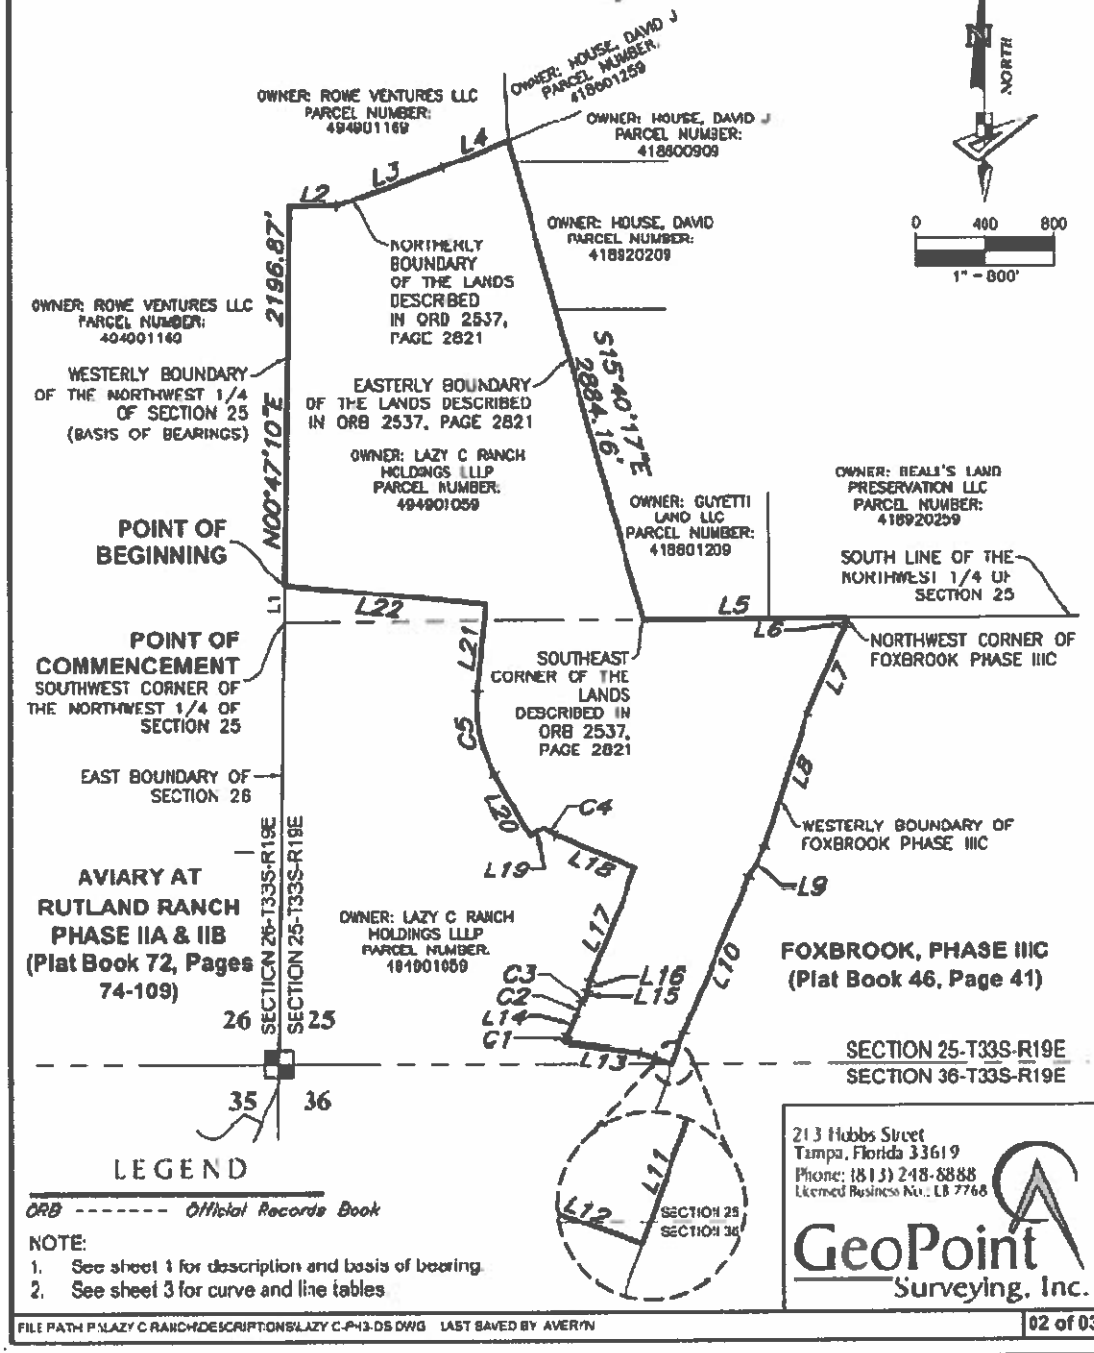 OWNER: HOUSE, DAVID J
PARCEL NUMBER:
418601259
NORTH
OWNER: ROWE VENTURES LLC
PARCEL NUMBER:
494901169
OWNER: HOUSE, DAVID J
PARCEL NUMBER:
418600909
L4
L3
L2
0 400 800
1" = 800'
OWNER: HOUSE, DAVID
PARCEL NUMBER:
418920209
NORTHERLY
BOUNDARY
OF THE LANDS
DESCRIBED
IN ORD 2537,
PAGE 2821
N00°47'10"E 2196.87'
OWNER: ROWE VENTURES LLC
PARCEL NUMBER:
WESTERLY BOUNDARY
OF THE NORTHWEST 1/4
OF SECTION 25
(BASIS OF BEARINGS)
S15°40'17"E
2884.16'
EASTERLY BOUNDARY
OF THE LANDS DESCRIBED
IN ORB 2537, PAGE 2821
OWNER: LAZY C RANCH
HOLDINGS LLLP
PARCEL NUMBER:
494901059
OWNER: BEALL'S LAND
PRESERVATION LLC
PARCEL NUMBER:
418920259
OWNER: GUYETTI
LAND LLC
PARCEL NUMBER:
418801209
POINT OF
BEGINNING
SOUTH LINE OF THE
NORTHWEST 1/4 OF
SECTION 25
L1
L22
L5
L6
POINT OF
COMMENCEMENT
SOUTHWEST CORNER OF
THE NORTHWEST 1/4 OF
SECTION 25
L21
NORTHWEST CORNER OF
FOXBROOK PHASE IIIC
SOUTHEAST
CORNER OF THE
LANDS
DESCRIBED IN
ORB 2537,
PAGE 2821
L7
C5
EAST BOUNDARY OF
SECTION 26
L8
L20
C4
WESTERLY BOUNDARY OF
FOXBROOK PHASE IIIC
L19
L18
L9
AVIARY AT
RUTLAND RANCH
PHASE IIA & IIB
(Plat Book 72, Pages
74-109)
SECTION 26-T33S-R19E
SECTION 25-T33S-R19E
OWNER: LAZY C RANCH
HOLDINGS LLLP
PARCEL NUMBER.
L17
L10
FOXBROOK, PHASE IIIC
(Plat Book 46, Page 41)
C3
L16
C2
L15
L14
C1
26 25
L13
SECTION 25-T33S-R19E
SECTION 36-T33S-R19E
35 36
L11
L12
SECTION 25
SECTION 36
LEGEND
ORB -------- Official Records Book
NOTE:
1. See sheet 1 for description and basis of bearing.
2. See sheet 3 for curve and line tables
213 Hobbs Street
Tampa, Florida 33619
Phone: (813) 248-8888
Licensed Business No.: LB 7768
GeoPoint
Surveying, Inc.
FILE PATH P:\LAZY C RANCH\DESCRIPTIONS\LAZY C-PH3-DS DWG LAST SAVED BY AVERYN
02 of 03